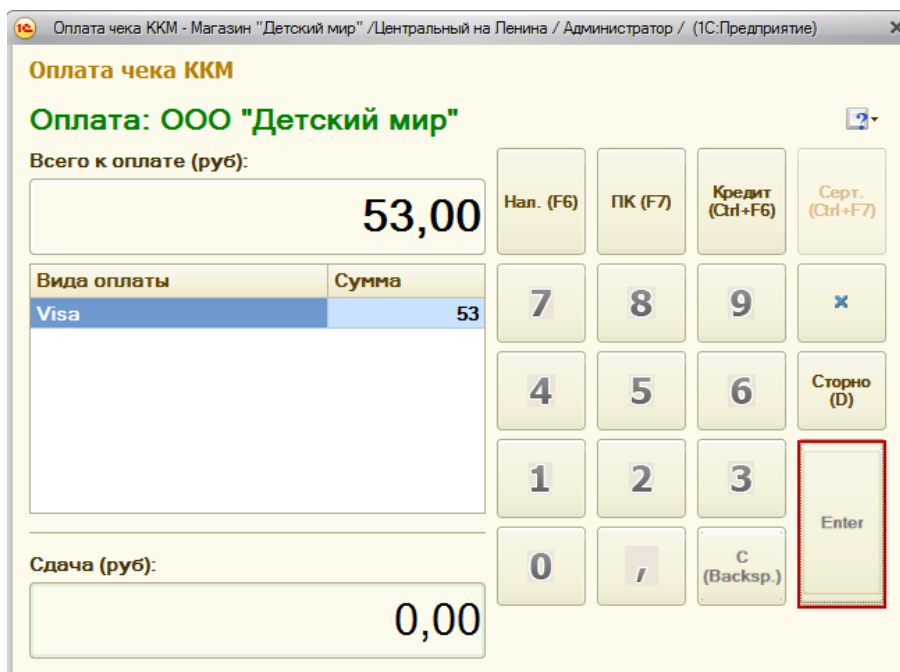 1С Оплата чека ККМ - Магазин "Детский мир" /Центральный на Ленина / Администратор / (1С:Предприятие)
Оплата чека ККМ
Оплата: ООО "Детский мир"
?
Всего к оплате (руб):
53,00
Нал. (F6) ПК (F7) Кредит (Ctrl+F6) Серт. (Ctrl+F7)
Вида оплаты Сумма
Visa 53
7 8 9
4 5 6 Сторно (D)
1 2 3
Enter
0 , C (Backsp.)
Сдача (руб):
0,00